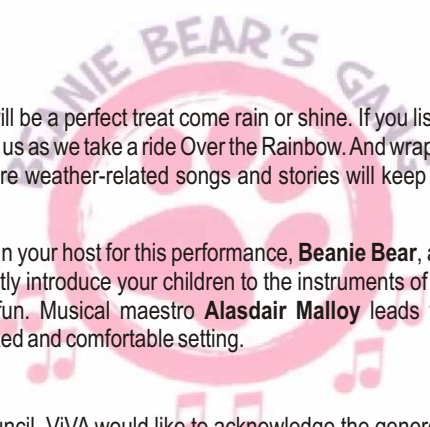 BEANIE BEAR'S GANG
ill be a perfect treat come rain or shine. If you lis
us as we take a ride Over the Rainbow. And wrap
re weather-related songs and stories will keep
n your host for this performance, Beanie Bear, a
tly introduce your children to the instruments of
fun. Musical maestro Alasdair Malloy leads
ed and comfortable setting.
uncil, ViVA would like to acknowledge the gener